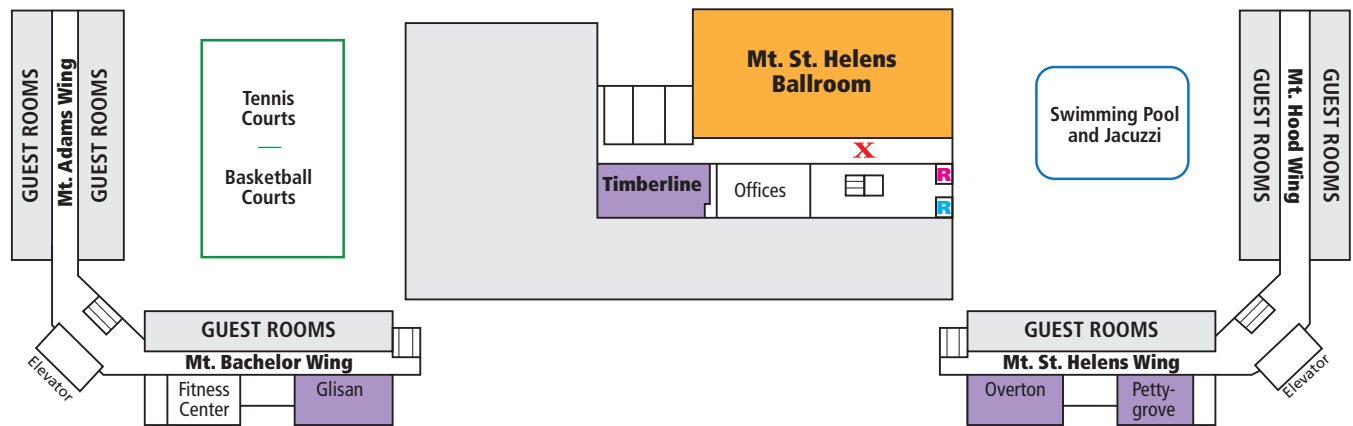 GUEST ROOMS
Mt. Adams Wing
GUEST ROOMS
Tennis
Courts
Basketball
Courts
Mt. St. Helens
Ballroom
X
Timberline
Offices
R
R
Swimming Pool
and Jacuzzi
GUEST ROOMS
Mt. Hood Wing
GUEST ROOMS
GUEST ROOMS
Mt. Bachelor Wing
Elevator
Fitness
Center
Glisan
GUEST ROOMS
Mt. St. Helens Wing
Overton
Petty-
grove
Elevator